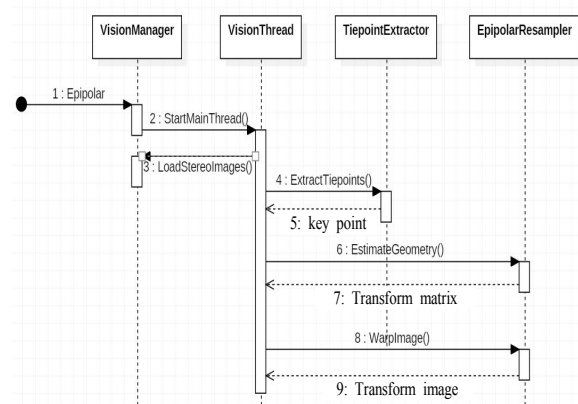 VisionManager
VisionThread
TiepointExtractor
EpipolarResampler
1 : Epipolar
2 : StartMainThread()
3 : LoadStereoImages()
4 : ExtractTiepoints()
5: key point
6 : EstimateGeometry()
7: Transform matrix
8 : WarpImage()
9: Transform image